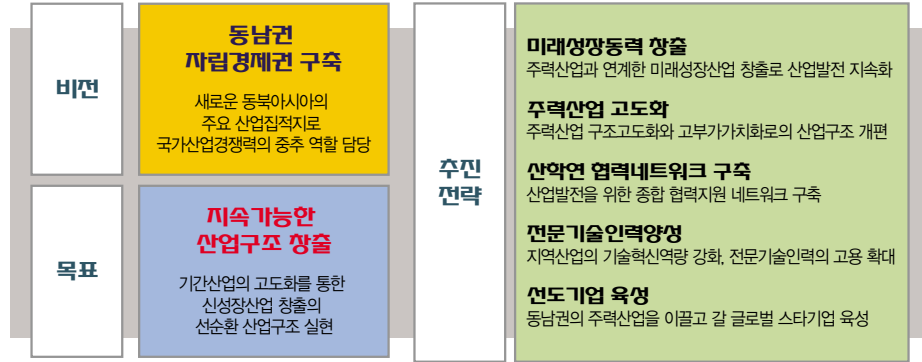 비전
동남권
자립경제권 구축
새로운 동북아시아의
주요 산업집적지로
국가산업경쟁력의 중추 역할 담당
목표
지속가능한
산업구조 창출
기간산업의 고도화를 통한
신성장산업 창출의
선순환 산업구조 실현
추진
전략
미래성장동력 창출
주력산업과 연계한 미래성장산업 창출로 산업발전 지속화
주력산업 고도화
주력산업 구조고도화와 고부가가치화로의 산업구조 개편
산학연 협력네트워크 구축
산업발전을 위한 종합 협력지원 네트워크 구축
전문기술인력양성
지역산업의 기술혁신역량 강화, 전문기술인력의 고용 확대
선도기업 육성
동남권의 주력산업을 이끌고 갈 글로벌 스타기업 육성